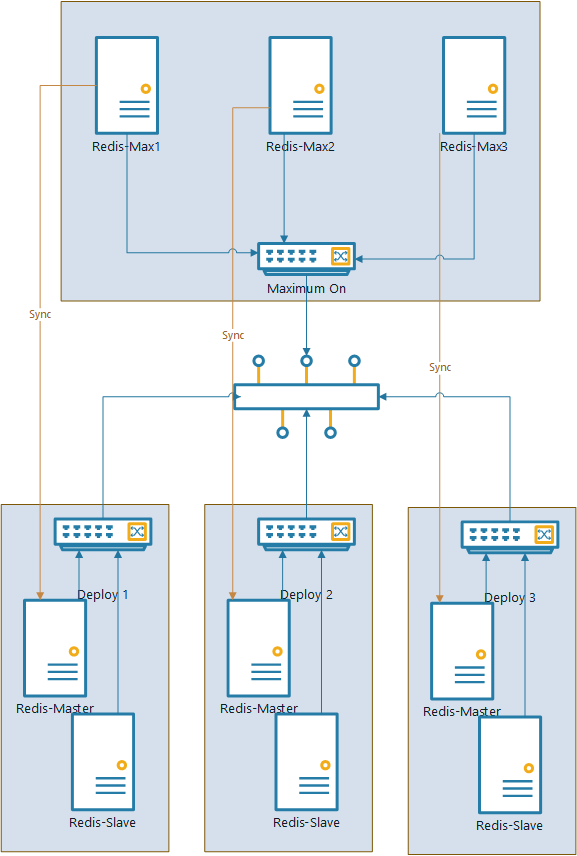 Redis-Max1
Redis-Max2
Redis-Max3
Maximum On
Sync
Sync
Sync
Deploy 1
Deploy 2
Deploy 3
Redis-Master
Redis-Master
Redis-Master
Redis-Slave
Redis-Slave
Redis-Slave